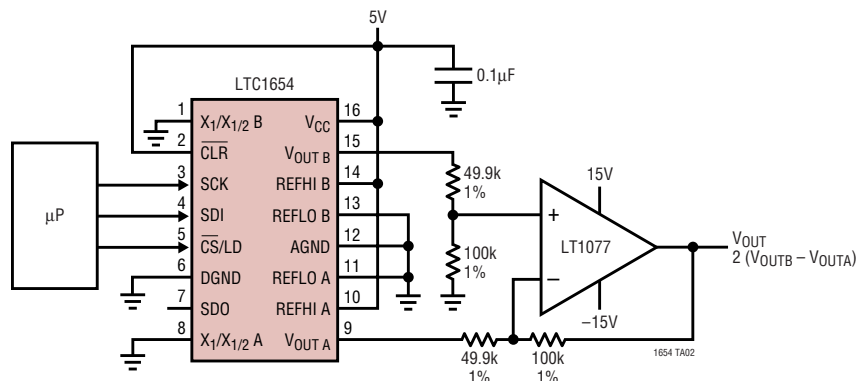 5V
0.1µF
LTC1654
1 X1/X1/2 B
2 CLR
3 SCK
4 SDI
5 CS/LD
6 DGND
7 SDO
8 X1/X1/2 A
VCC 16
VOUT B 15
REFHI B 14
REFLO B 13
AGND 12
REFLO A 11
REFHI A 10
VOUT A 9
µP
49.9k
1%
100k
1%
15V
+
LT1077
–
–15V
VOUT
2 (VOUTB – VOUTA)
49.9k
1%
100k
1%
1654 TA02